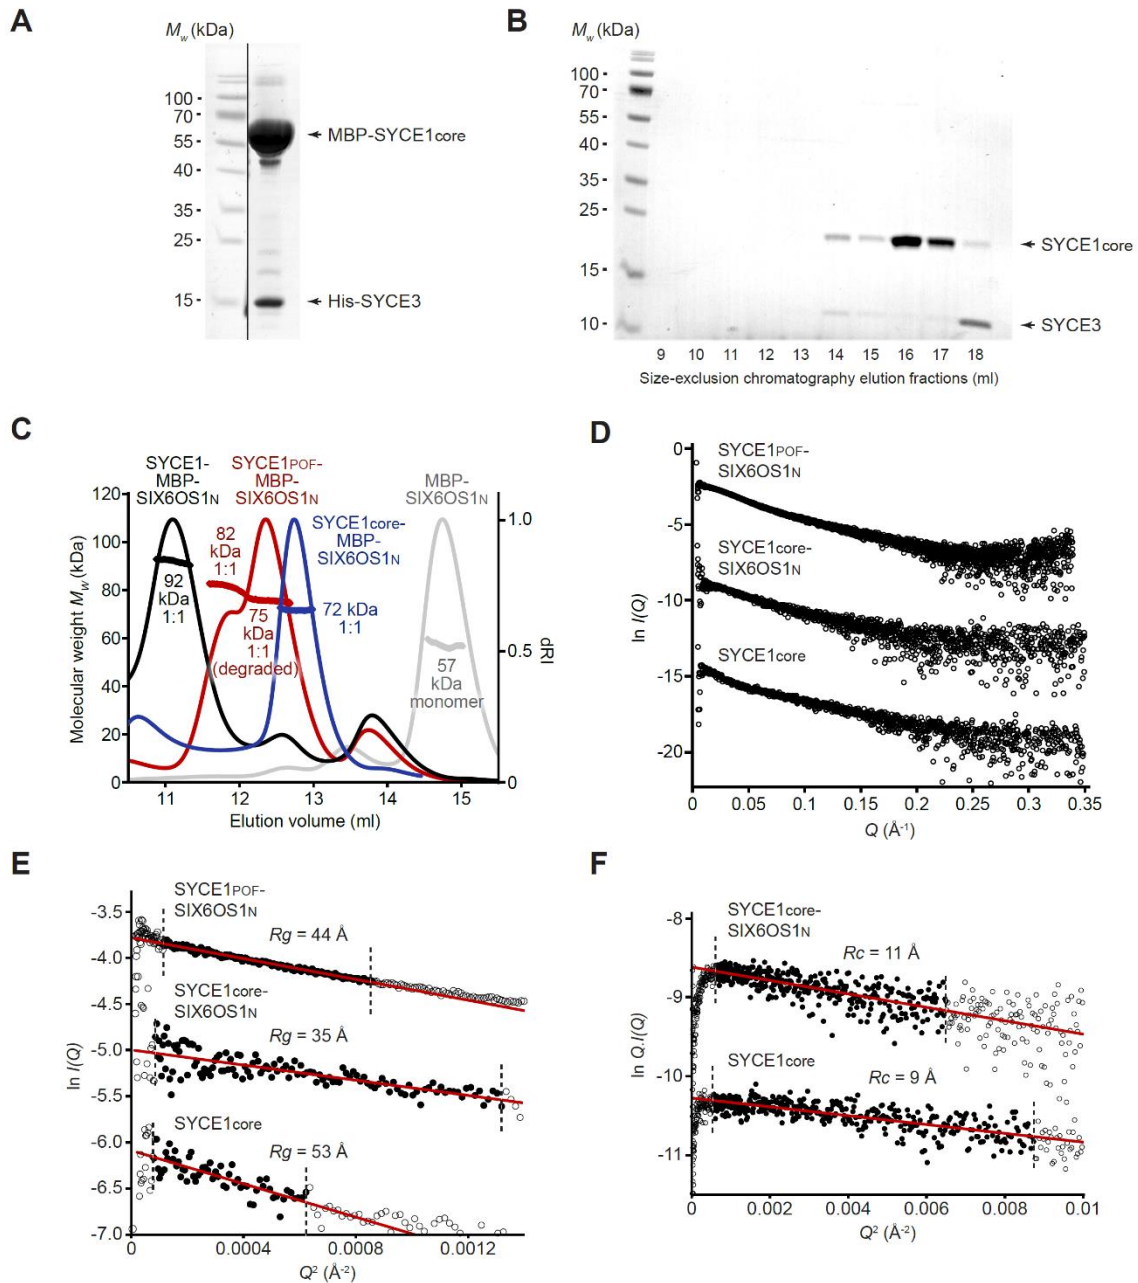 A
Mw (kDa)
100
70
55
40
35
25
15
MBP-SYCE1core
His-SYCE3
B
Mw (kDa)
100
70
55
40
35
25
15
10
SYCE1core
SYCE3
9 10 11 12 13 14 15 16 17 18
Size-exclusion chromatography elution fractions (ml)
C
SYCE1-
MBP-
SIX6OS1N
SYCE1POF-
MBP-
SIX6OS1N
MBP-
SIX6OS1N
SYCE1core-
MBP-
SIX6OS1N
Molecular weight Mw (kDa)
120
100
80
60
40
20
0
92
kDa
1:1
82
kDa
1:1
75
kDa
1:1
(degraded)
72 kDa
1:1
57
kDa
monomer
1.0
0.5
0
dRI
11 12 13 14 15
Elution volume (ml)
D
ln I(Q)
0
-5
-10
-15
-20
SYCE1POF-
SIX6OS1N
SYCE1core-
SIX6OS1N
SYCE1core
0 0.05 0.1 0.15 0.2 0.25 0.3 0.35
Q (Å-1)
E
ln I(Q)
-3.5
-4.0
-4.5
-5.0
-5.5
-6.0
-6.5
-7.0
SYCE1POF-
SIX6OS1N
Rg = 44 Å
SYCE1core-
SIX6OS1N
Rg = 35 Å
SYCE1core
Rg = 53 Å
0 0.0004 0.0008 0.0012
Q² (Å-2)
F
ln Q.I(Q)
-8
-9
-10
-11
SYCE1core-
SIX6OS1N
Rc = 11 Å
SYCE1core
Rc = 9 Å
0 0.002 0.004 0.006 0.008 0.01
Q² (Å-2)